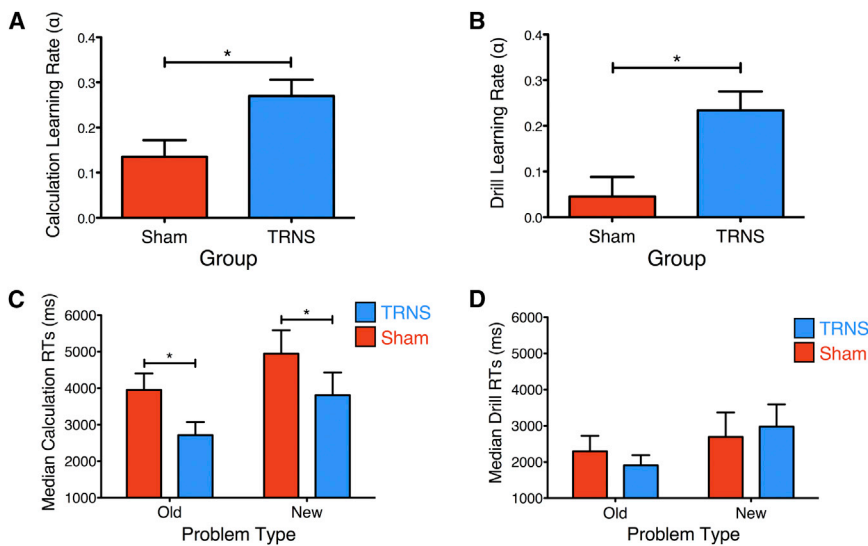 A
Calculation Learning Rate (α)
0.4
0.3
0.2
0.1
0.0
*
Sham
TRNS
Group
B
Drill Learning Rate (α)
0.4
0.3
0.2
0.1
0.0
*
Sham
TRNS
Group
C
Median Calculation RTs (ms)
6000
5000
4000
3000
2000
1000
*
*
TRNS
Sham
Old
New
Problem Type
D
Median Drill RTs (ms)
6000
5000
4000
3000
2000
1000
TRNS
Sham
Old
New
Problem Type